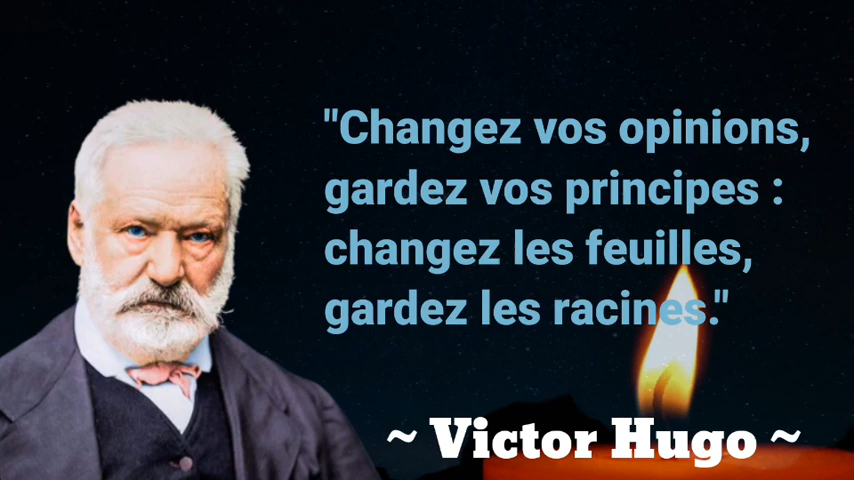 "Changez vos opinions,
gardez vos principes :
changez les feuilles,
gardez les racines."
~ Victor Hugo ~